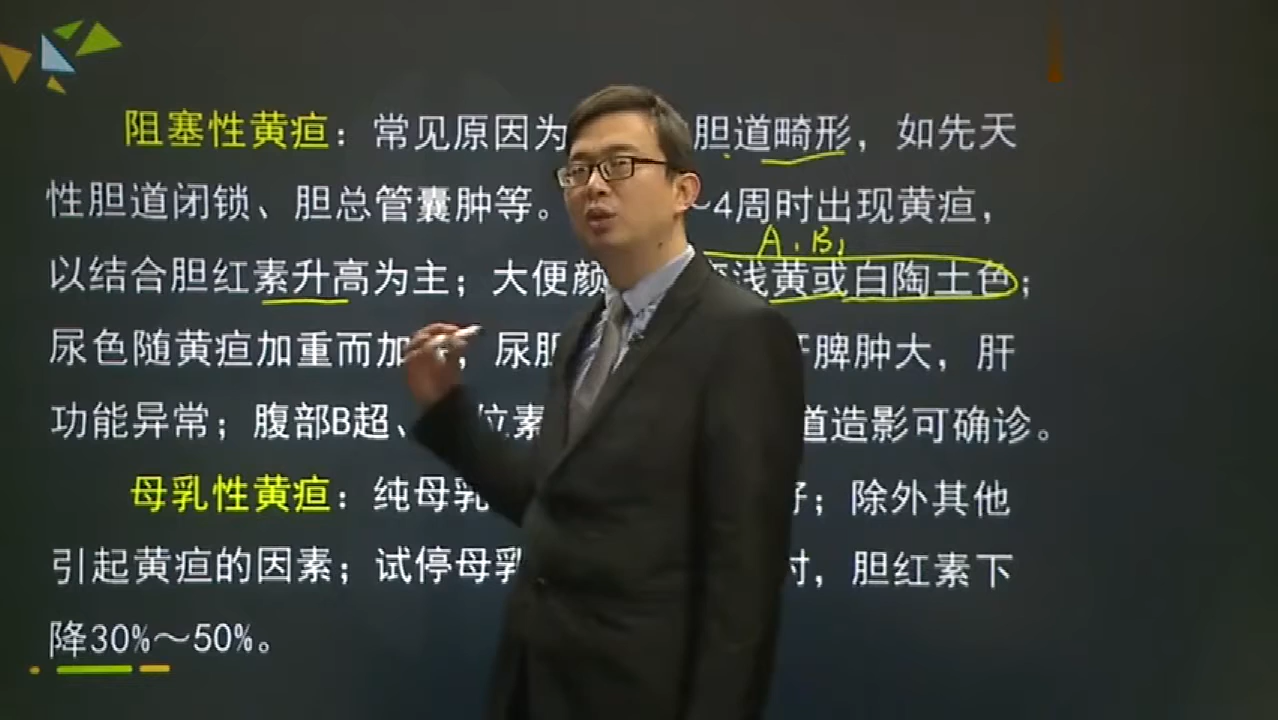 阻塞性黄疸：常见原因为 胆道畸形，如先天
性胆道闭锁、胆总管囊肿等。 ~4周时出现黄疸，
A. B,
以结合胆红素升高为主；大便颜 浅黄或白陶土色；
尿色随黄疸加重而加 ，尿胆 肝脾肿大，肝
功能异常；腹部B超、 位素 道造影可确诊。
母乳性黄疸：纯母乳 ；除外其他
引起黄疸的因素；试停母乳 时，胆红素下
降30%～50%。